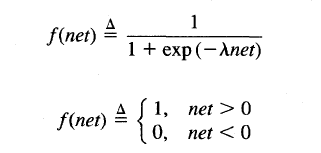 f(net) ≜ 1 / (1 + exp(−λnet))
f(net) ≜ { 1, net > 0
0, net < 0